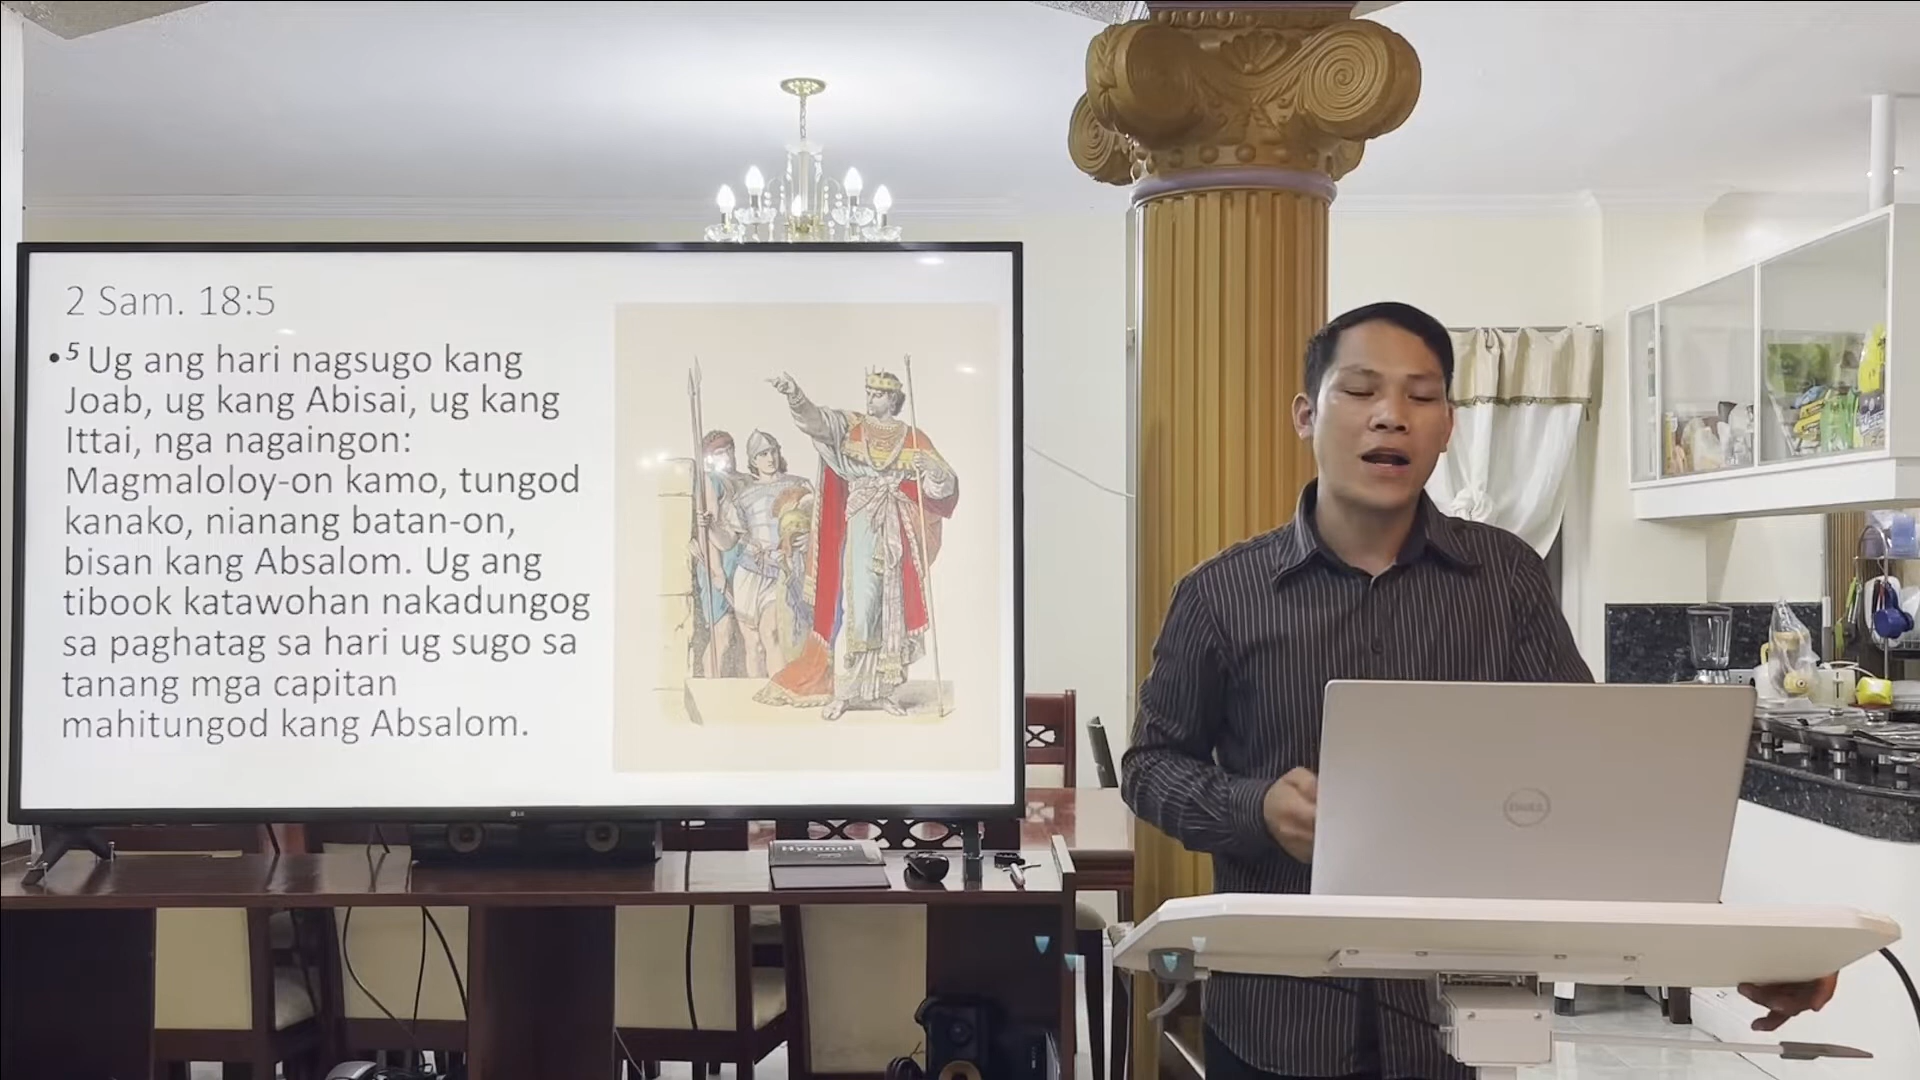 2 Sam. 18:5
•5 Ug ang hari nagsugo kang
Joab, ug kang Abisai, ug kang
Ittai, nga nagaingon:
Magmaloloy-on kamo, tungod
kanako, nianang batan-on,
bisan kang Absalom. Ug ang
tibook katawohan nakadungog
sa paghatag sa hari ug sugo sa
tanang mga capitan
mahitungod kang Absalom.
LG
Hymnal
DELL